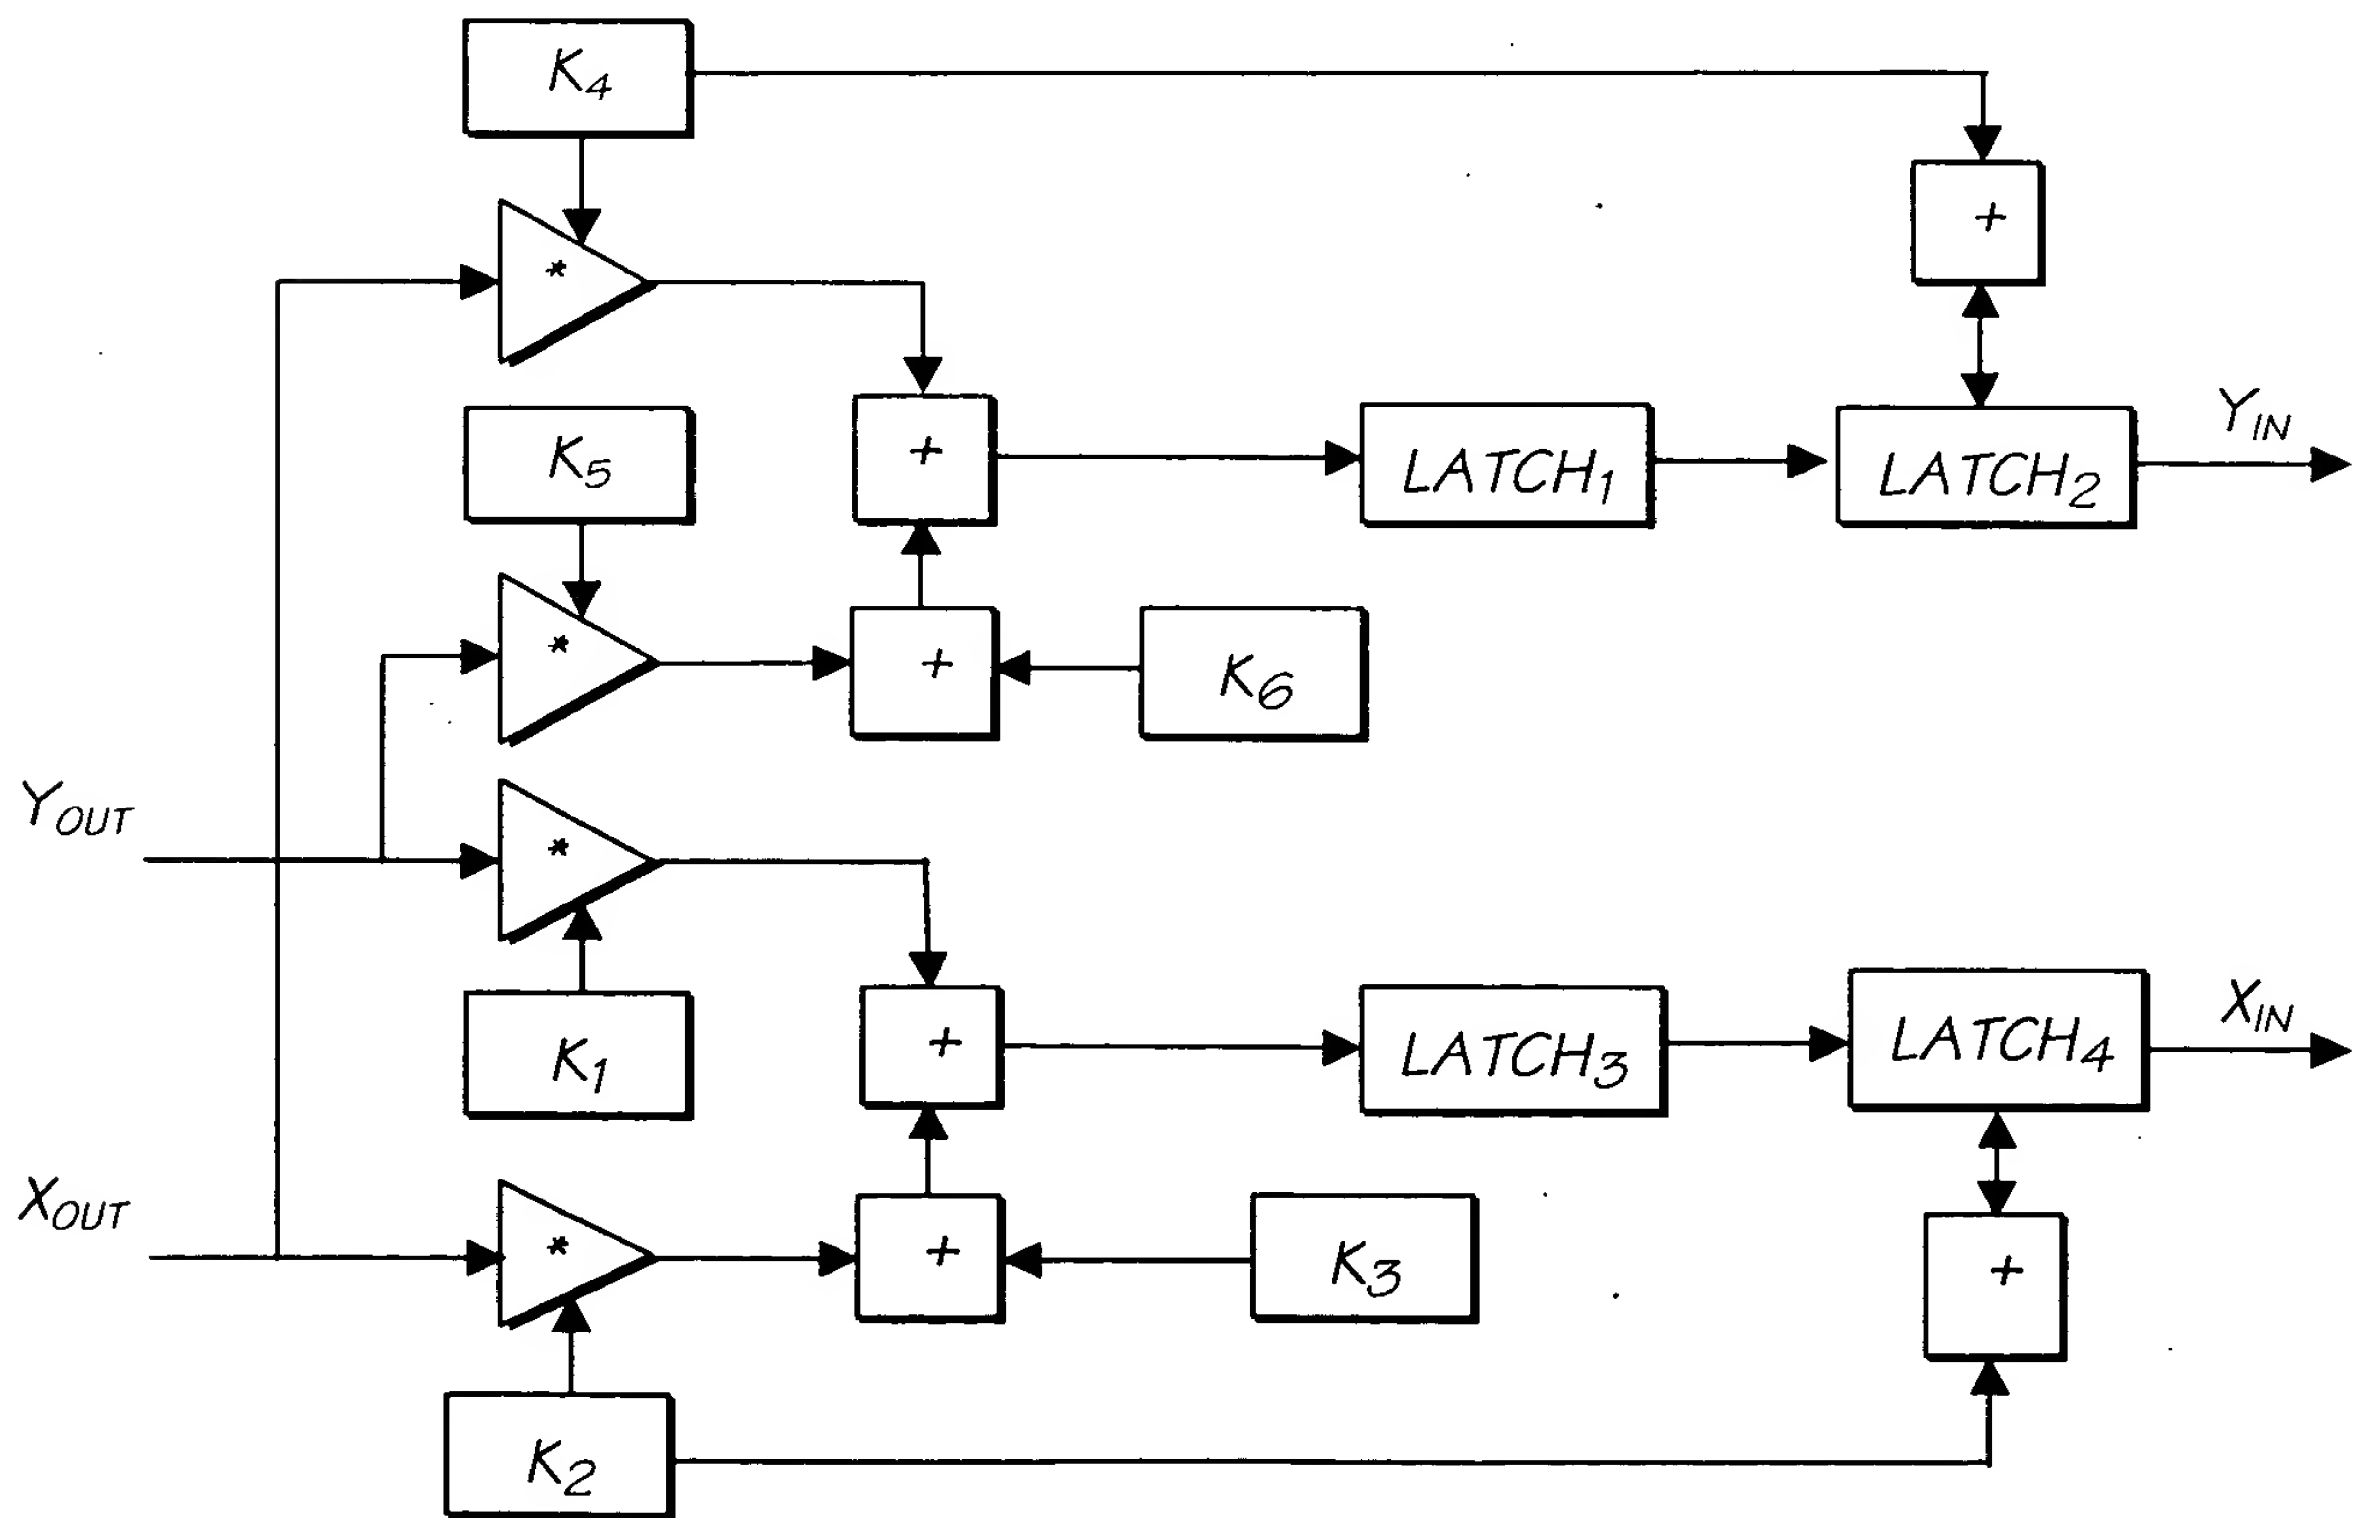 K4
*
+
K5
+
LATCH1
LATCH2
YIN
*
+
K6
YOUT
*
K1
+
LATCH3
LATCH4
XIN
XOUT
*
+
K3
+
K2